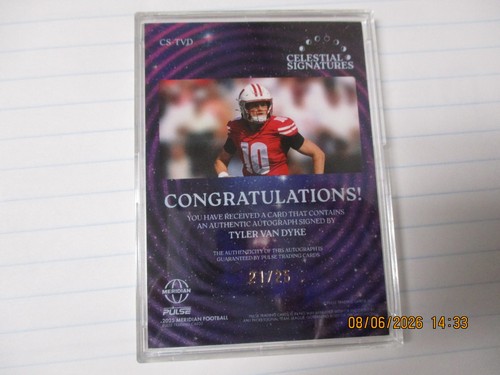 CS-TVD
CELESTIAL
SIGNATURES
10
CONGRATULATIONS!
YOU HAVE RECEIVED A CARD THAT CONTAINS
AN AUTHENTIC AUTOGRAPH SIGNED BY
TYLER VAN DYKE
THE AUTHENTICITY OF THIS AUTOGRAPH IS
GUARANTEED BY PULSE TRADING CARDS
21/25
MERIDIAN
PULSE
2025 MERIDIAN FOOTBALL
08/06/2026 14:33